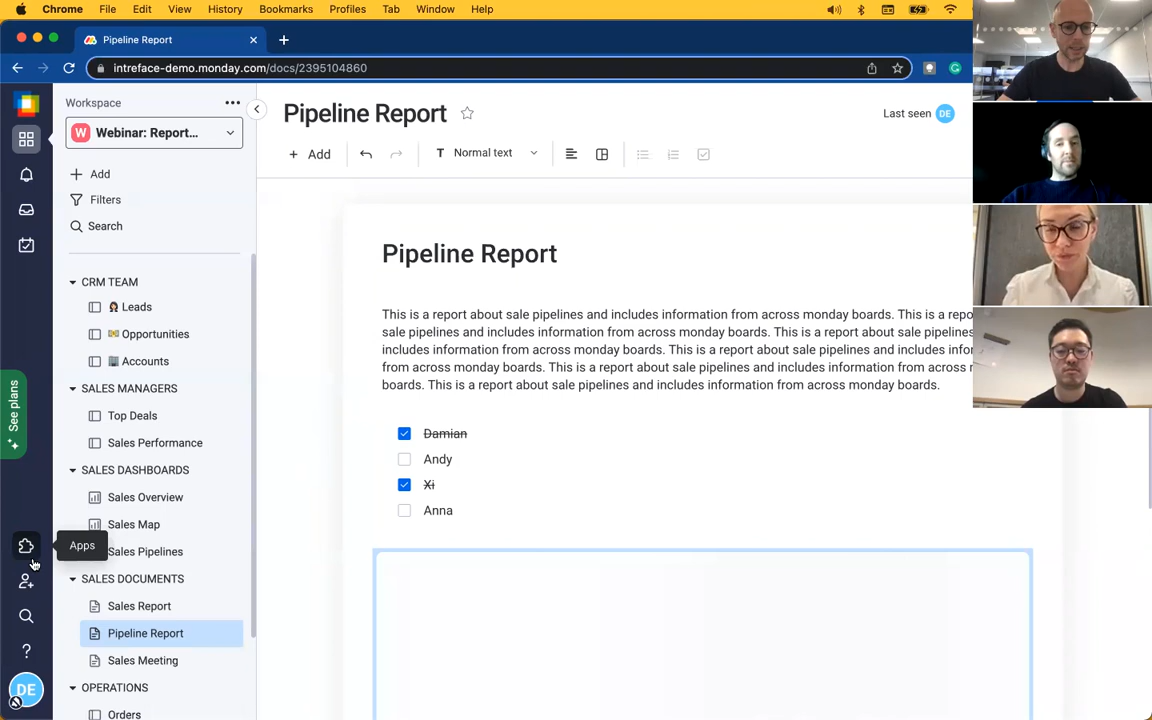 Chrome File Edit View History Bookmarks Profiles Tab Window Help
Pipeline Report
intreface-demo.monday.com/docs/2395104860
Workspace
W Webinar: Report...
Add
Filters
Search
CRM TEAM
Leads
Opportunities
Accounts
SALES MANAGERS
Top Deals
Sales Performance
SALES DASHBOARDS
Sales Overview
Sales Map
Sales Pipelines
SALES DOCUMENTS
Sales Report
Pipeline Report
Sales Meeting
OPERATIONS
Orders
See plans
Apps
?
DE
Pipeline Report
Last seen DE
+ Add T Normal text
Pipeline Report
This is a report about sale pipelines and includes information from across monday boards. This is a repo
sale pipelines and includes information from across monday boards. This is a report about sale pipelines
includes information from across monday boards. This is a report about sale pipelines and includes infor
from across monday boards. This is a report about sale pipelines and includes information from across m
boards. This is a report about sale pipelines and includes information from across monday boards.
Damian
Andy
Xi
Anna